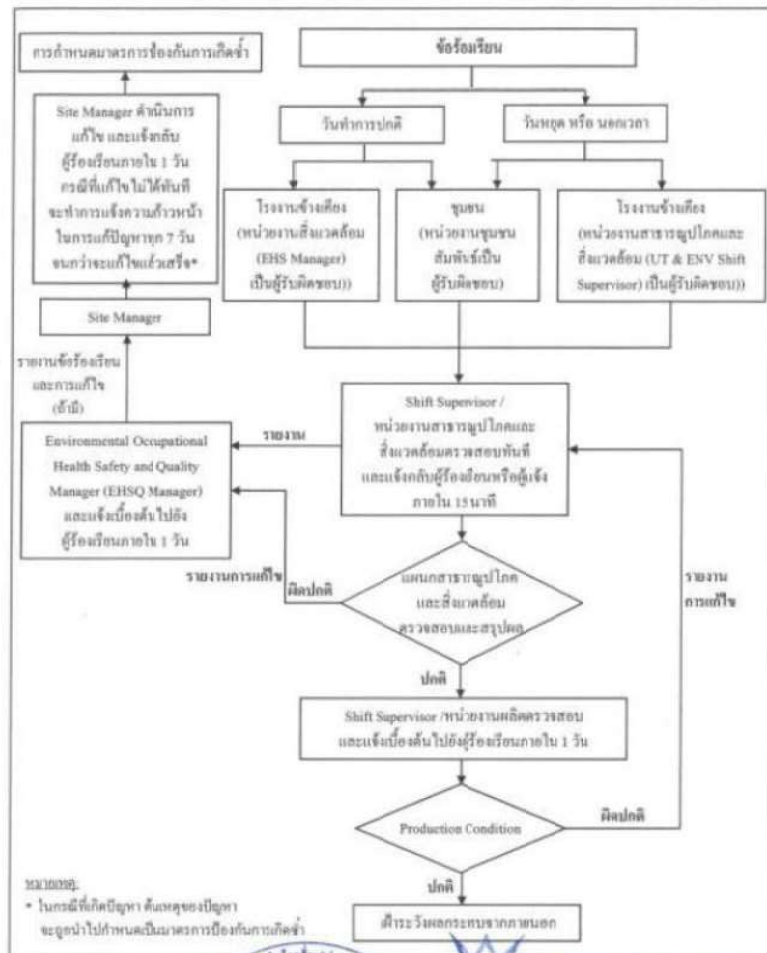 การกำหนดมาตรการป้องกันการเกิดซ้ำ
ข้อร้องเรียน
Site Manager ดำเนินการ
แก้ไข และแจ้งกลับ
ผู้ร้องเรียนภายใน 1 วัน
กรณีที่แก้ไขไม่ได้ทันที
จะทำการแจ้งความก้าวหน้า
ในการแก้ปัญหาทุก 7 วัน
จนกว่าจะแก้ไขแล้วเสร็จ*
วันทำการปกติ
วันหยุด หรือ นอกเวลา
โรงงานข้างเคียง
(หน่วยงานสิ่งแวดล้อม
(EHS Manager)
เป็นผู้รับผิดชอบ))
ชุมชน
(หน่วยงานชุมชน
สัมพันธ์เป็น
ผู้รับผิดชอบ)
โรงงานข้างเคียง
(หน่วยงานสาธารณูปโภคและ
สิ่งแวดล้อม (UT & ENV Shift
Supervisor) เป็นผู้รับผิดชอบ))
Site Manager
รายงานข้อร้องเรียน
และการแก้ไข
(ถ้ามี)
Shift Supervisor /
หน่วยงานสาธารณูปโภคและ
สิ่งแวดล้อมตรวจสอบทันที
และแจ้งกลับผู้ร้องเรียนหรือผู้แจ้ง
ภายใน 15 นาที
รายงาน
Environmental Occupational
Health Safety and Quality
Manager (EHSQ Manager)
และแจ้งเบื้องต้นไปยัง
ผู้ร้องเรียนภายใน 1 วัน
รายงานการแก้ไข
ผิดปกติ
แผนกสาธารณูปโภค
และสิ่งแวดล้อม
ตรวจสอบและสรุปผล
รายงาน
การแก้ไข
ปกติ
Shift Supervisor /หน่วยงานผลิตตรวจสอบ
และแจ้งเบื้องต้นไปยังผู้ร้องเรียนภายใน 1 วัน
Production Condition
ผิดปกติ
ปกติ
เฝ้าระวังผลกระทบจากภายนอก
หมายเหตุ:
* ในกรณีที่เกิดปัญหา ต้นเหตุของปัญหา
จะถูกนำไปกำหนดเป็นมาตรการป้องกันการเกิดซ้ำ